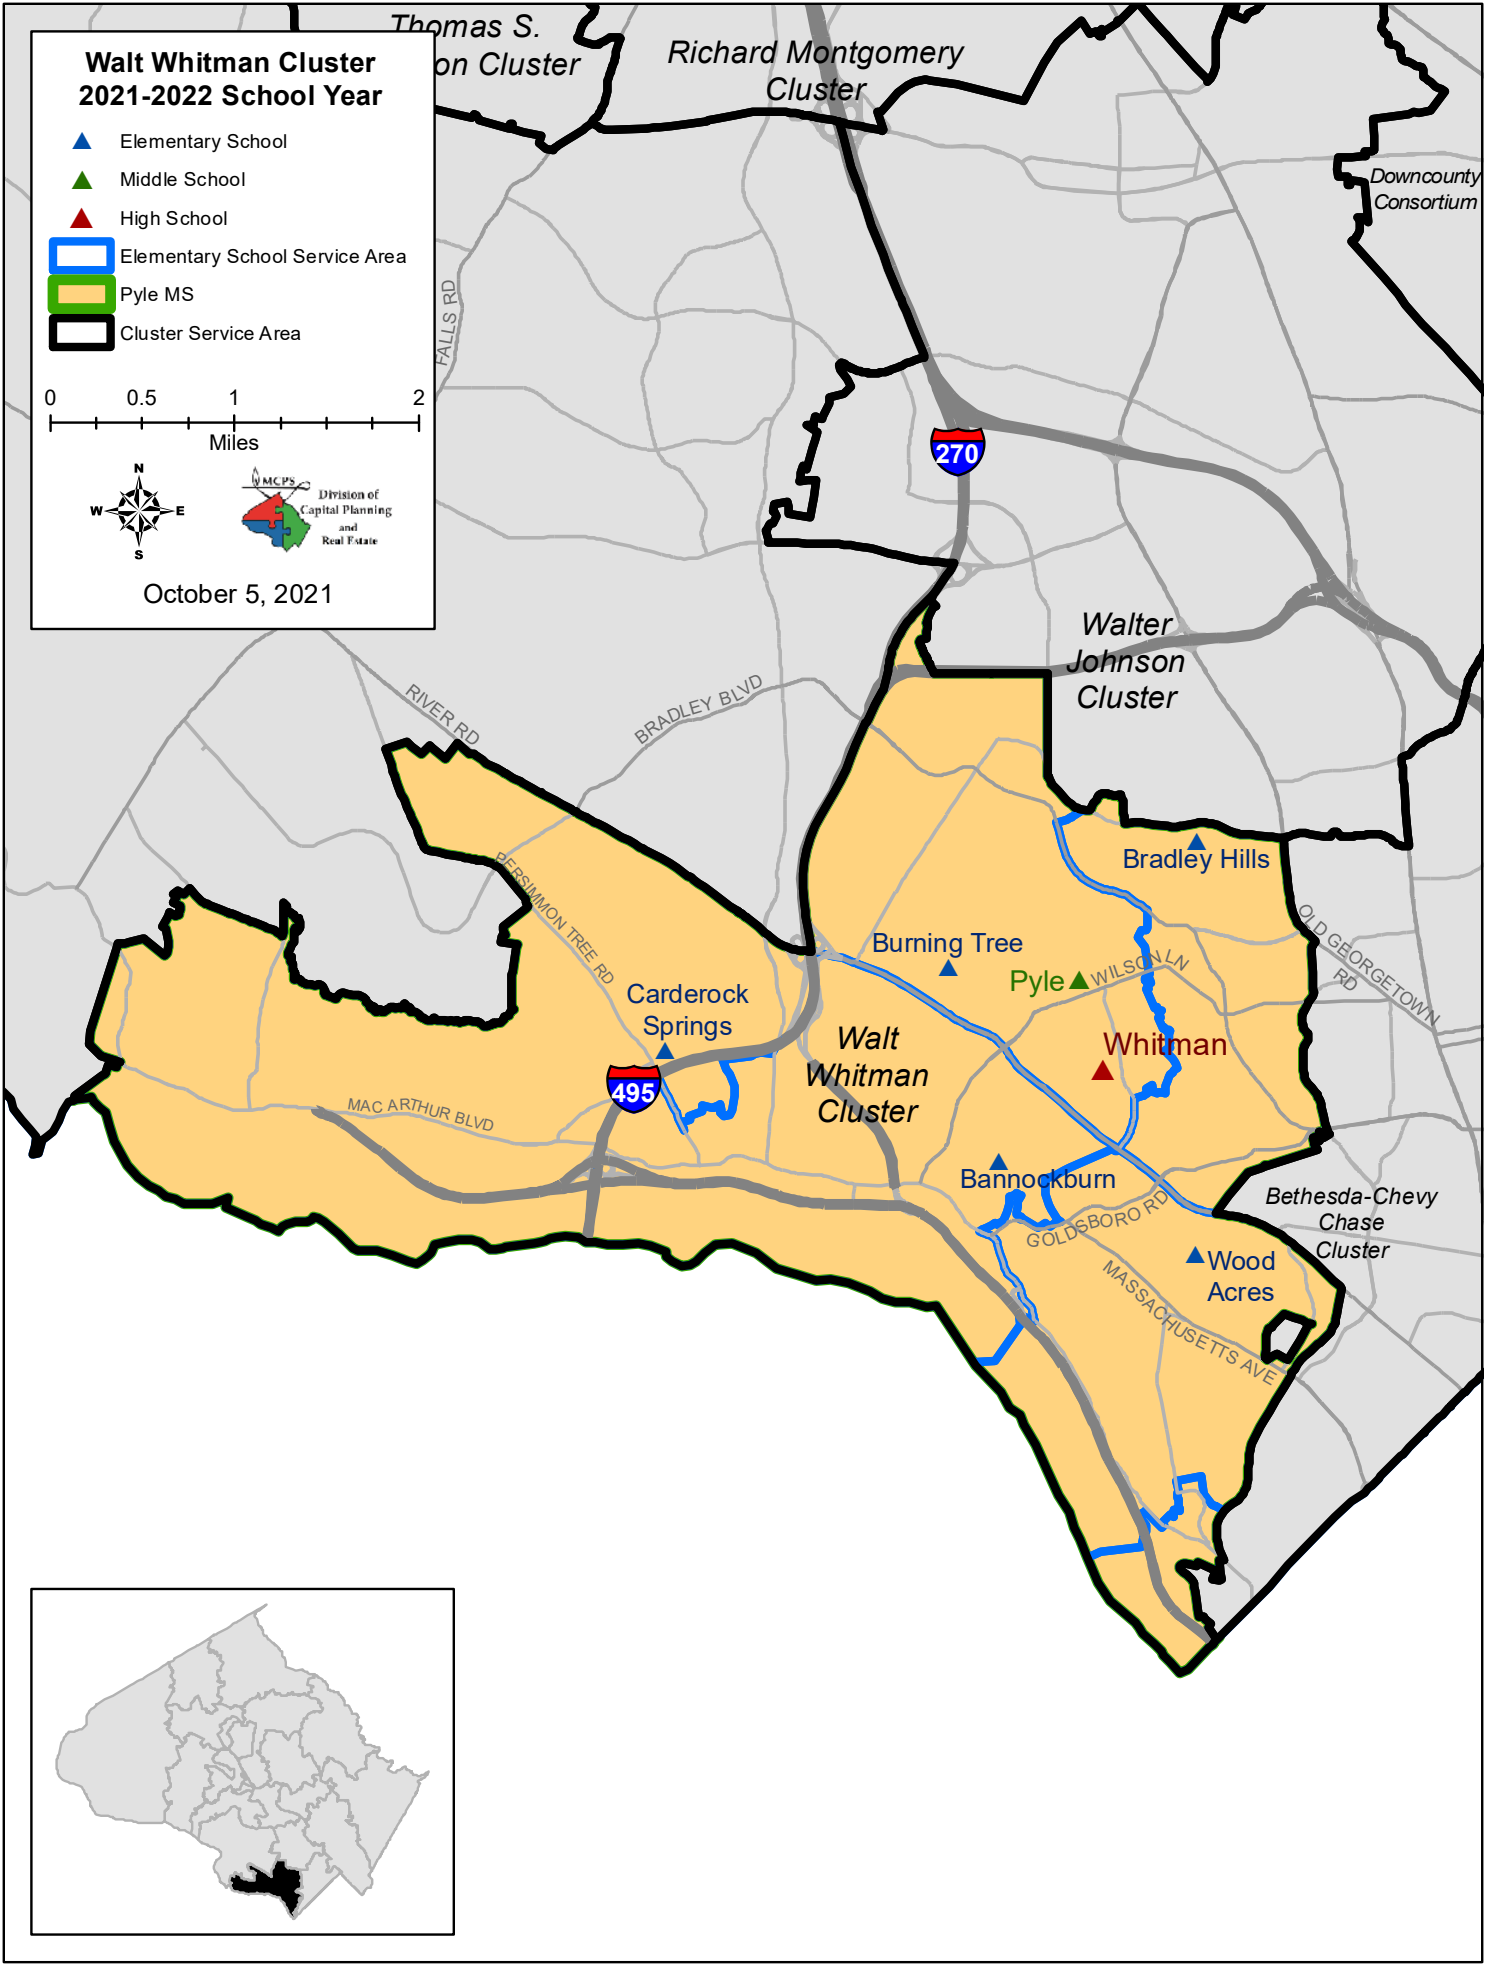 Thomas S.
on Cluster
Richard Montgomery
Cluster
Walt Whitman Cluster
2021-2022 School Year
Elementary School
Middle School
High School
Elementary School Service Area
Pyle MS
Cluster Service Area
0 0.5 1 2
Miles
N
W E
S
MCPS
Division of
Capital Planning
and
Real Estate
October 5, 2021
Downcounty
Consortium
FALLS RD
270
Walter
Johnson
Cluster
RIVER RD
BRADLEY BLVD
Bradley Hills
PERSIMMON TREE RD
Burning Tree
Pyle
WILSON LN
OLD GEORGETOWN
RD
Carderock
Springs
Walt
Whitman
Cluster
Whitman
495
MAC ARTHUR BLVD
Bannockburn
GOLDSBORO RD
Bethesda-Chevy
Chase
Cluster
Wood
Acres
MASSACHUSETTS AVE